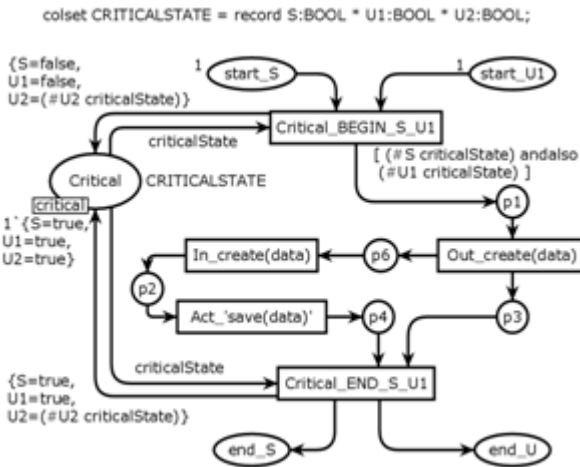 colset CRITICALSTATE = record S:BOOL * U1:BOOL * U2:BOOL;
{S=false,
U1=false,
U2=(#U2 criticalState)}
1
start_S
1
start_U1
Critical_BEGIN_S_U1
criticalState
[ (#S criticalState) andalso
(#U1 criticalState) ]
Critical
CRITICALSTATE
critical
1`{S=true,
U1=true,
U2=true}
p1
In_create(data)
p6
Out_create(data)
p2
Act_'save(data)'
p4
p3
criticalState
{S=true,
U1=true,
U2=(#U2 criticalState)}
Critical_END_S_U1
end_S
end_U